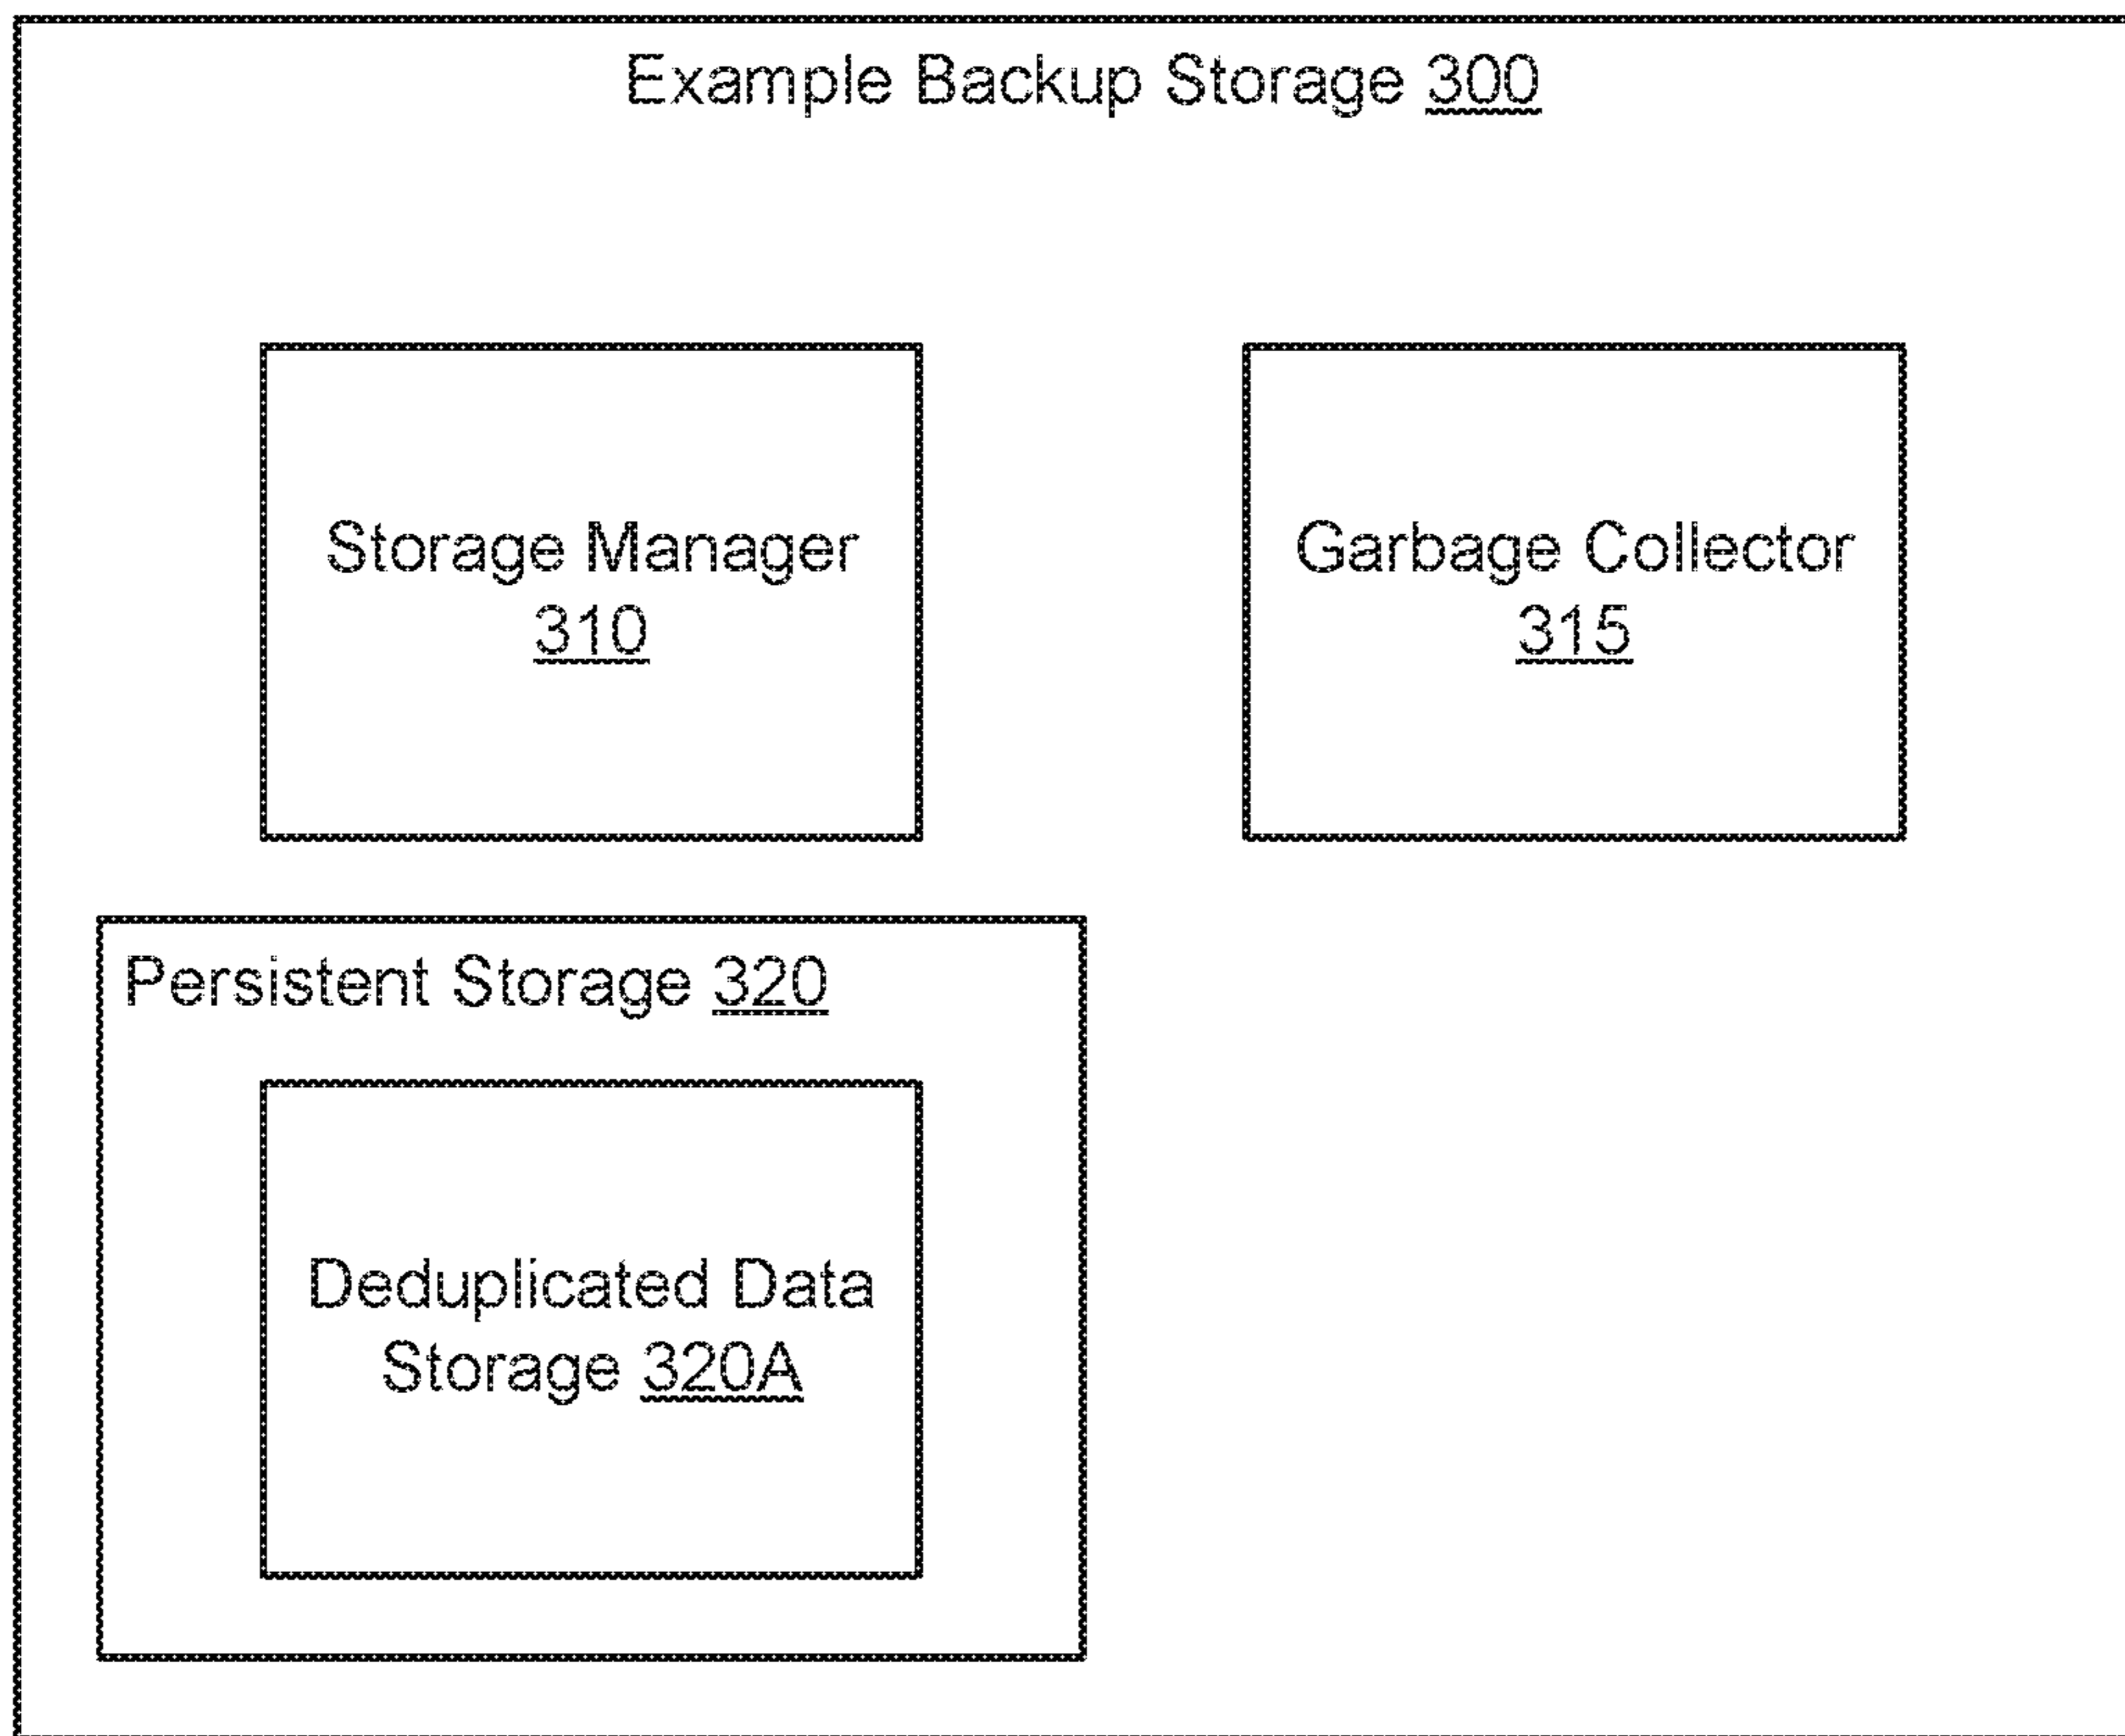 Example Backup Storage 300
Storage Manager
310
Garbage Collector
315
Persistent Storage 320
Deduplicated Data
Storage 320A